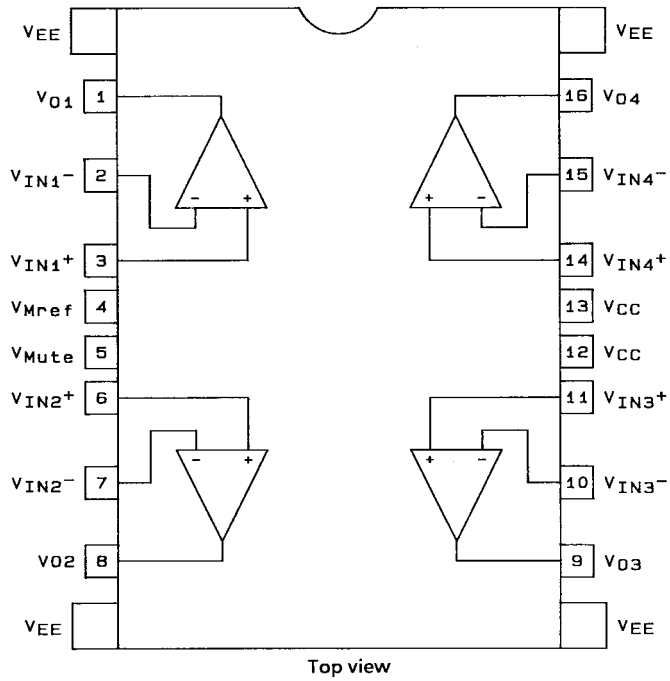 VEE VEE
VO1 1 16 VO4
VIN1- 2 15 VIN4-
- + + -
VIN1+ 3 14 VIN4+
VMref 4 13 VCC
VMute 5 12 VCC
VIN2+ 6 11 VIN3+
- + + -
VIN2- 7 10 VIN3-
VO2 8 9 VO3
VEE VEE
Top view